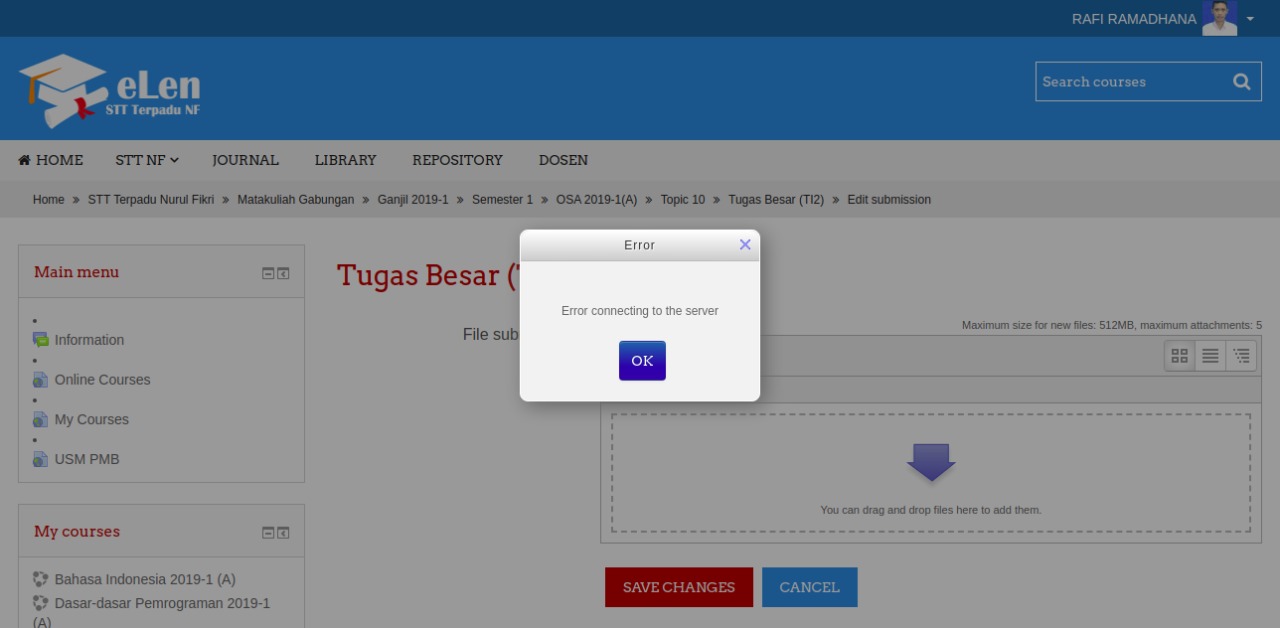 RAFI RAMADHANA
eLen
STT Terpadu NF
Search courses
HOME STT NF JOURNAL LIBRARY REPOSITORY DOSEN
Home » STT Terpadu Nurul Fikri » Matakuliah Gabungan » Ganjil 2019-1 » Semester 1 » OSA 2019-1(A) » Topic 10 » Tugas Besar (TI2) » Edit submission
Main menu
Information
Online Courses
My Courses
USM PMB
My courses
Bahasa Indonesia 2019-1 (A)
Dasar-dasar Pemrograman 2019-1
(A)
Tugas Besar (
File sub
Error
Error connecting to the server
OK
Maximum size for new files: 512MB, maximum attachments: 5
You can drag and drop files here to add them.
SAVE CHANGES CANCEL